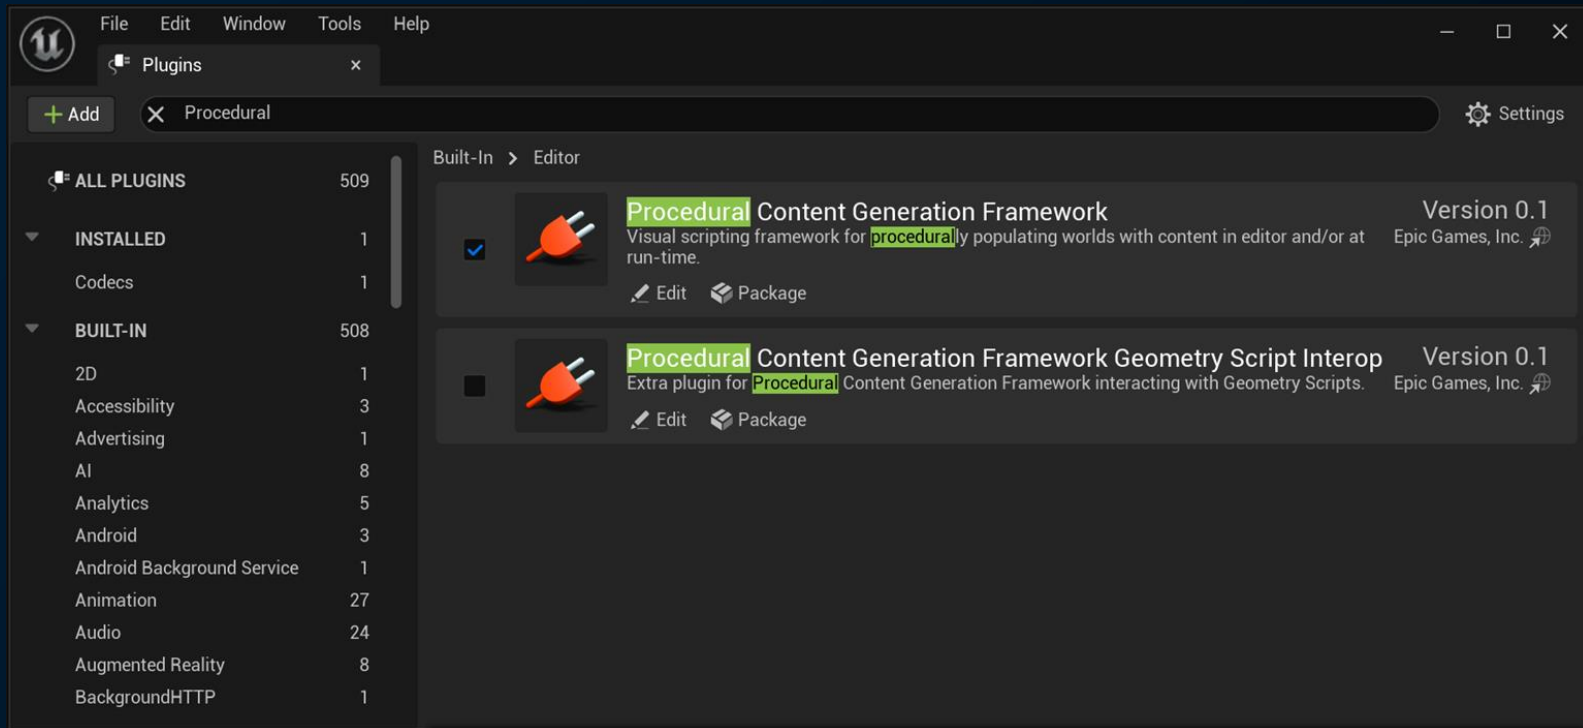 File Edit Window Tools Help
Plugins
Add
Procedural
Settings
ALL PLUGINS 509
INSTALLED 1
Codecs 1
BUILT-IN 508
2D 1
Accessibility 3
Advertising 1
AI 8
Analytics 5
Android 3
Android Background Service 1
Animation 27
Audio 24
Augmented Reality 8
BackgroundHTTP 1
Built-In > Editor
Procedural Content Generation Framework Version 0.1
Visual scripting framework for procedurally populating worlds with content in editor and/or at Epic Games, Inc.
run-time.
Edit Package
Procedural Content Generation Framework Geometry Script Interop Version 0.1
Extra plugin for Procedural Content Generation Framework interacting with Geometry Scripts. Epic Games, Inc.
Edit Package